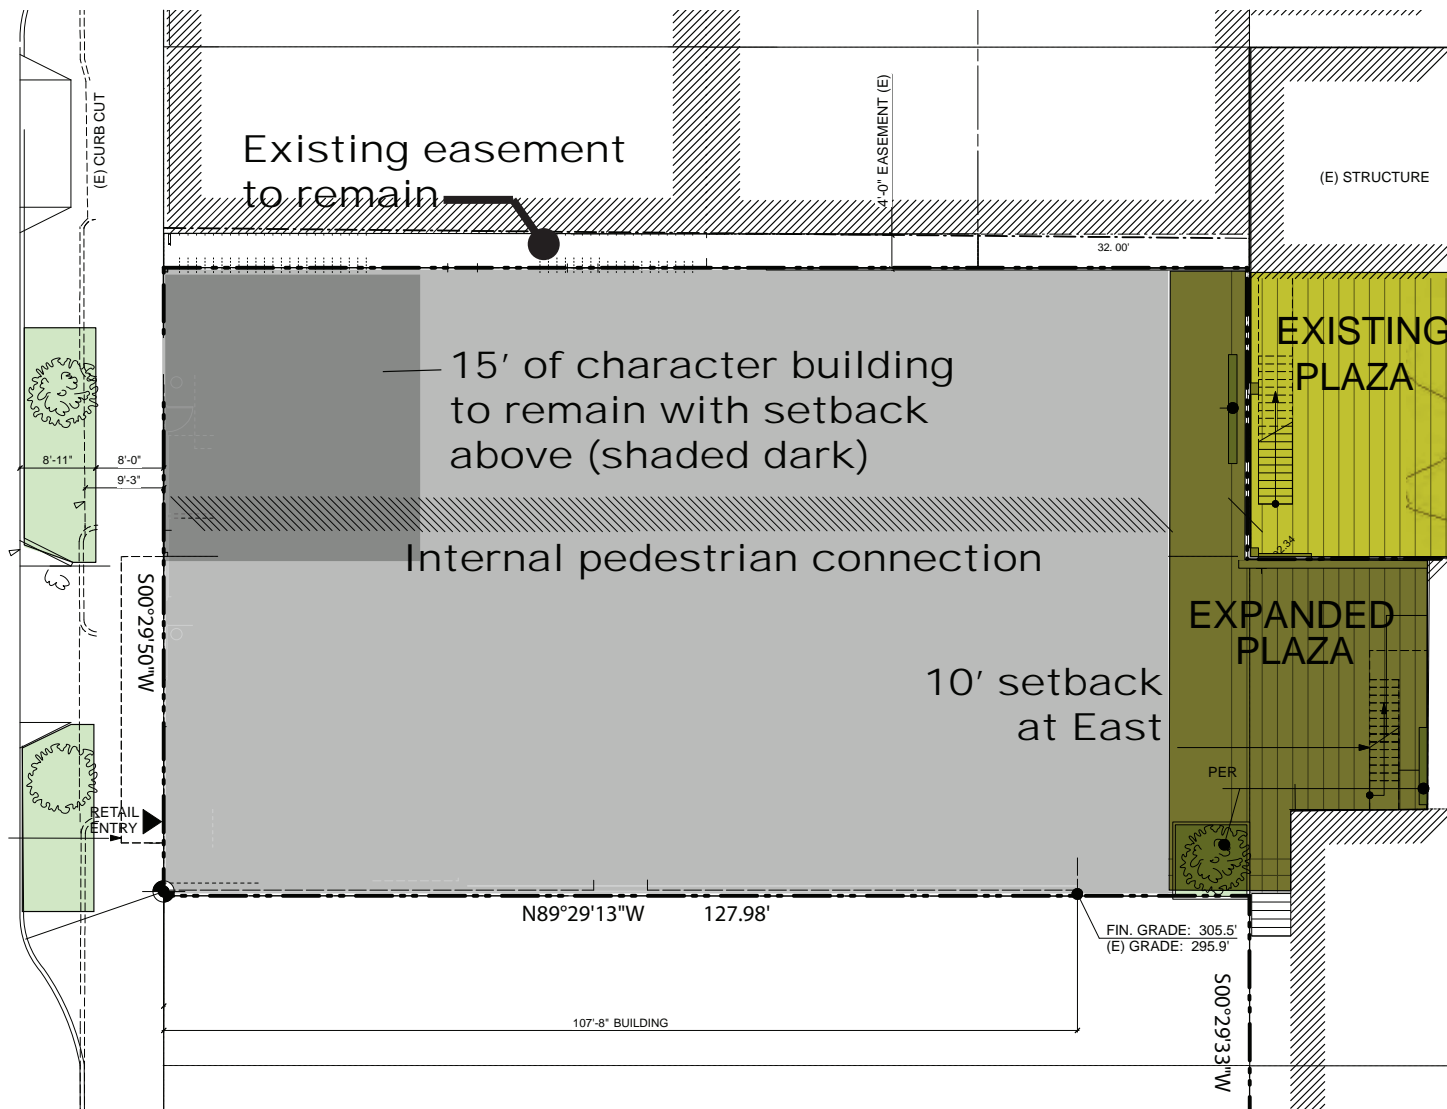 (E) CURB CUT
Existing easement
to remain
4'-0" EASEMENT (E)
(E) STRUCTURE
32. 00'
EXISTING
PLAZA
15' of character building
to remain with setback
above (shaded dark)
8'-11"
8'-0"
9'-3"
Internal pedestrian connection
S00°29'50"W
EXPANDED
PLAZA
10' setback
at East
PER
RETAIL
ENTRY
N89°29'13"W 127.98'
FIN. GRADE: 305.5'
(E) GRADE: 295.9'
S00°29'33"W
107'-8" BUILDING